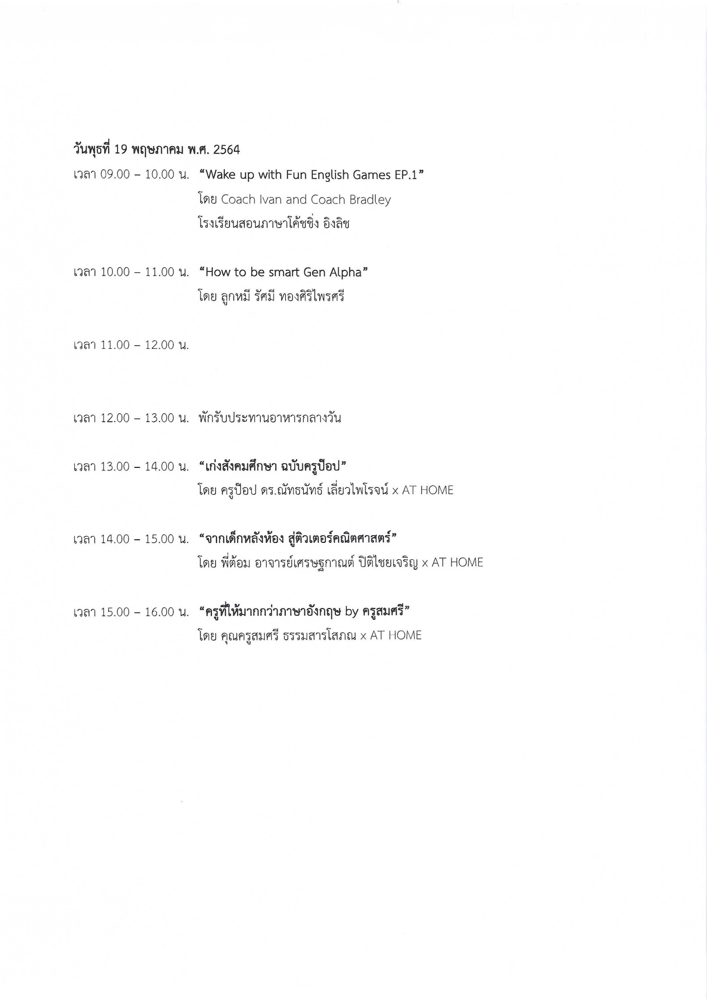 วันพุธที่ 19 พฤษภาคม พ.ศ. 2564
เวลา 09.00 – 10.00 น. “Wake up with Fun English Games EP.1”
โดย Coach Ivan and Coach Bradley
โรงเรียนสอนภาษาโค้ชชิ่ง อิงลิช
เวลา 10.00 – 11.00 น. “How to be smart Gen Alpha”
โดย ลูกหมี รัศมี ทองศิริไพรศรี
เวลา 11.00 – 12.00 น.
เวลา 12.00 – 13.00 น. พักรับประทานอาหารกลางวัน
เวลา 13.00 – 14.00 น. “เก่งสังคมศึกษา ฉบับครูป๊อป”
โดย ครูป๊อป ดร.ณัทธนัทธ์ เลี่ยวไพโรจน์ x AT HOME
เวลา 14.00 – 15.00 น. “จากเด็กหลังห้อง สู่ติวเตอร์คณิตศาสตร์”
โดย พี่ต้อม อาจารย์เศรษฐกาณต์ ปิติไชยเจริญ x AT HOME
เวลา 15.00 – 16.00 น. “ครูที่ให้มากกว่าภาษาอังกฤษ by ครูสมศรี”
โดย คุณครูสมศรี ธรรมสารโสภณ x AT HOME